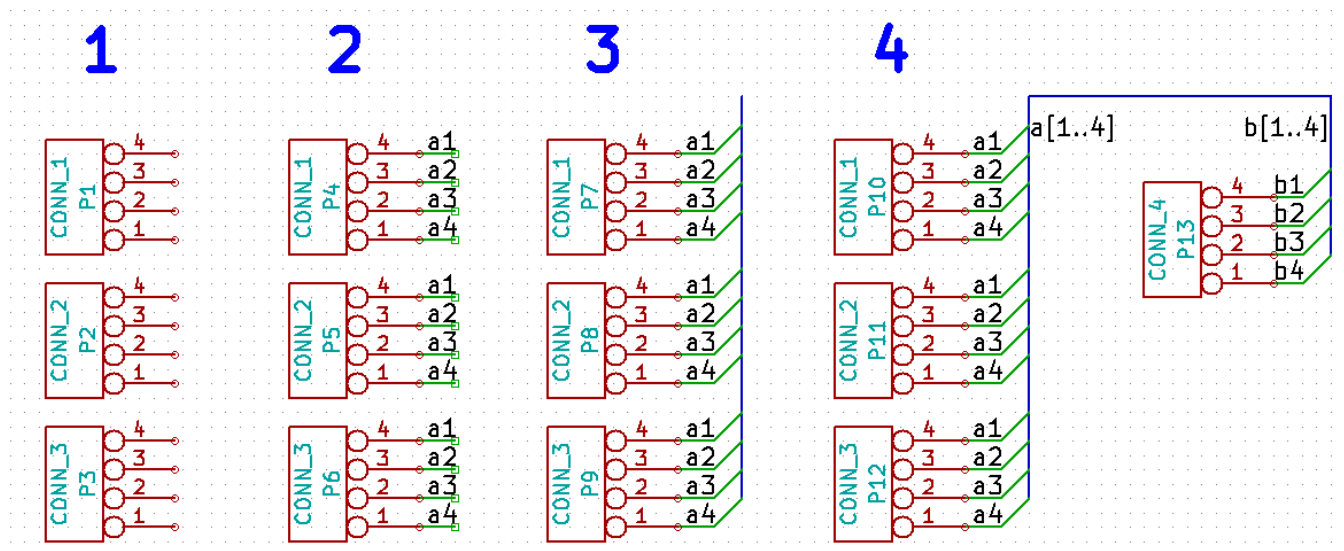 1 2 3 4
a[1..4] b[1..4]
CONN_1 P1 4 3 2 1
CONN_2 P2 4 3 2 1
CONN_3 P3 4 3 2 1
CONN_1 P4 4 a1 3 a2 2 a3 1 a4
CONN_2 P5 4 a1 3 a2 2 a3 1 a4
CONN_3 P6 4 a1 3 a2 2 a3 1 a4
CONN_1 P7 4 a1 3 a2 2 a3 1 a4
CONN_2 P8 4 a1 3 a2 2 a3 1 a4
CONN_3 P9 4 a1 3 a2 2 a3 1 a4
CONN_1 P10 4 a1 3 a2 2 a3 1 a4
CONN_2 P11 4 a1 3 a2 2 a3 1 a4
CONN_3 P12 4 a1 3 a2 2 a3 1 a4
CONN_4 P13 4 b1 3 b2 2 b3 1 b4